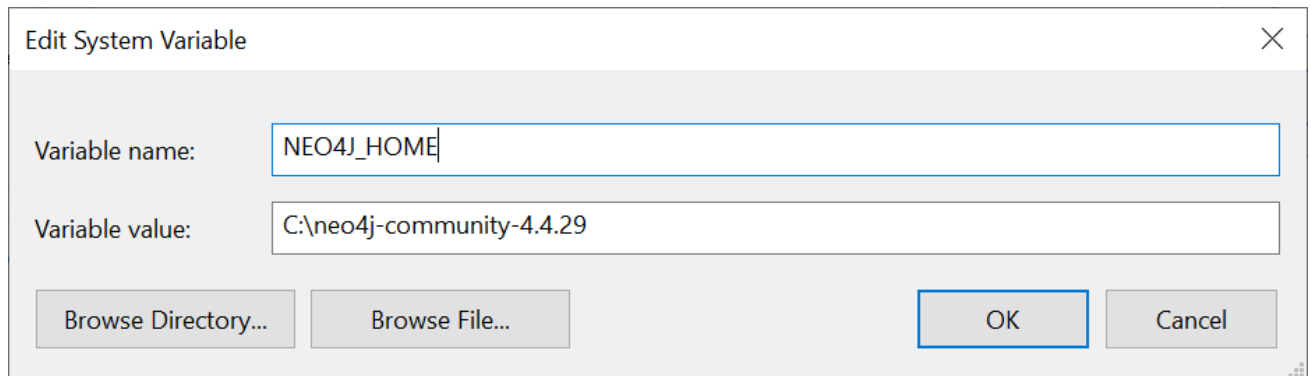 Edit System Variable
Variable name:
NEO4J_HOME
Variable value:
C:\neo4j-community-4.4.29
Browse Directory...
Browse File...
OK
Cancel